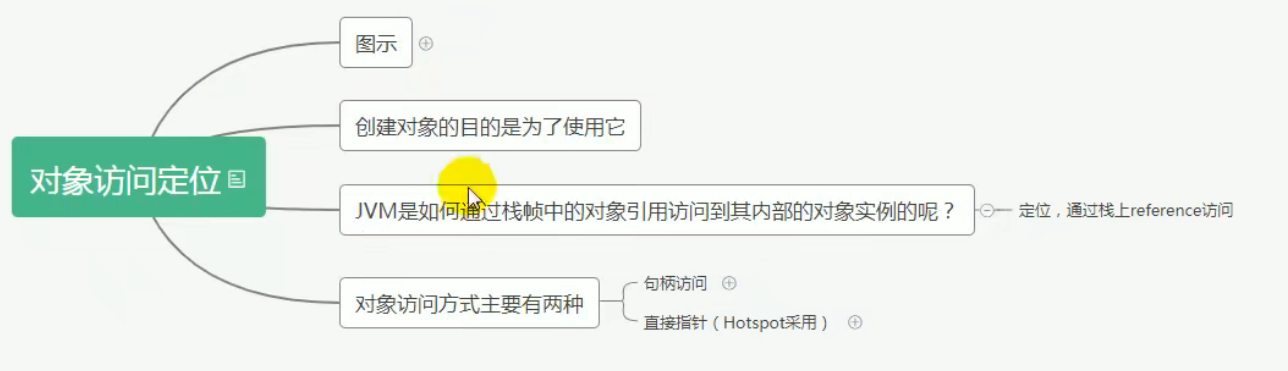 图示
创建对象的目的是为了使用它
对象访问定位
JVM是如何通过栈帧中的对象引用访问到其内部的对象实例的呢？
定位，通过栈上reference访问
对象访问方式主要有两种
句柄访问
直接指针（Hotspot采用）